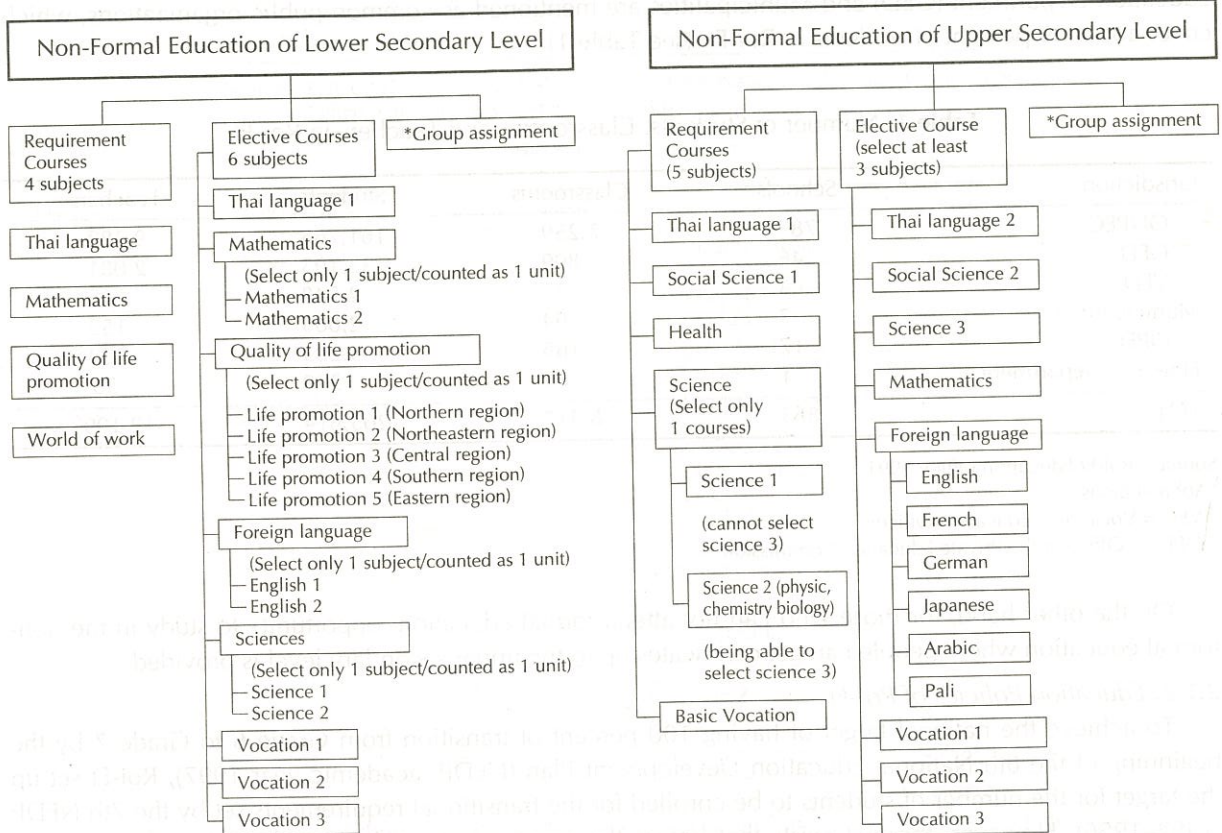 Non-Formal Education of Lower Secondary Level
Requirement
Courses
4 subjects
Thai language
Mathematics
Quality of life
promotion
World of work
Elective Courses
6 subjects
Thai language 1
Mathematics
(Select only 1 subject/counted as 1 unit)
Mathematics 1
Mathematics 2
Quality of life promotion
(Select only 1 subject/counted as 1 unit)
Life promotion 1 (Northern region)
Life promotion 2 (Northeastern region)
Life promotion 3 (Central region)
Life promotion 4 (Southern region)
Life promotion 5 (Eastern region)
Foreign language
(Select only 1 subject/counted as 1 unit)
English 1
English 2
Sciences
(Select only 1 subject/counted as 1 unit)
Science 1
Science 2
Vocation 1
Vocation 2
Vocation 3
*Group assignment
Non-Formal Education of Upper Secondary Level
Requirement
Courses
(5 subjects)
Thai language 1
Social Science 1
Health
Science
(Select only
1 courses)
Science 1
(cannot select
science 3)
Science 2 (physic,
chemistry biology)
(being able to
select science 3)
Basic Vocation
Elective Course
(select at least
3 subjects)
Thai language 2
Social Science 2
Science 3
Mathematics
Foreign language
English
French
German
Japanese
Arabic
Pali
Vocation 1
Vocation 2
Vocation 3
*Group assignment